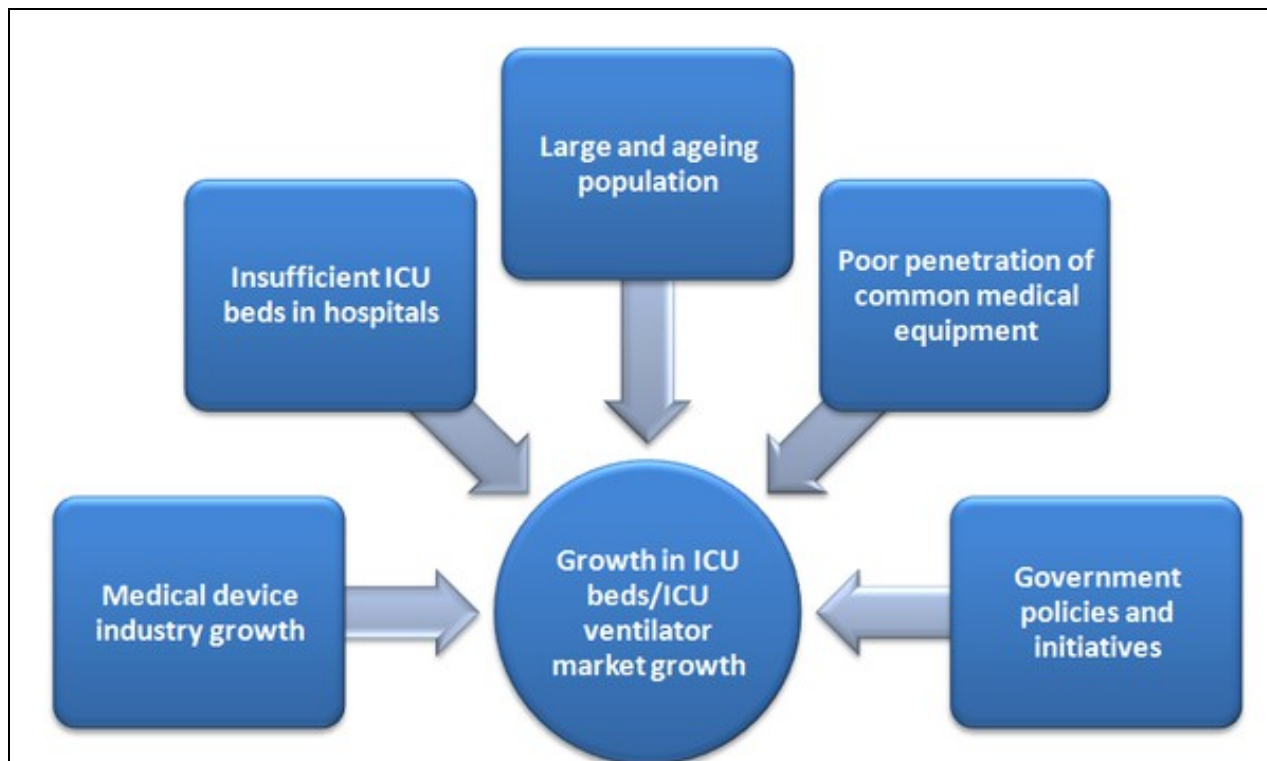 Large and ageing
population
Insufficient ICU
beds in hospitals
Poor penetration of
common medical
equipment
Medical device
industry growth
Growth in ICU
beds/ICU
ventilator
market growth
Government
policies and
initiatives